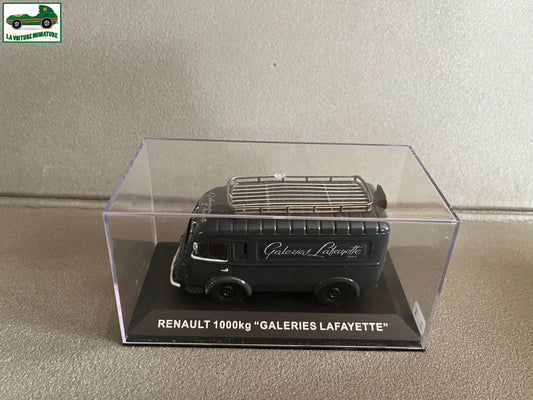 LA VOITURE MINIATURE
Galeries Lafayette
RENAULT 1000kg "GALERIES LAFAYETTE"